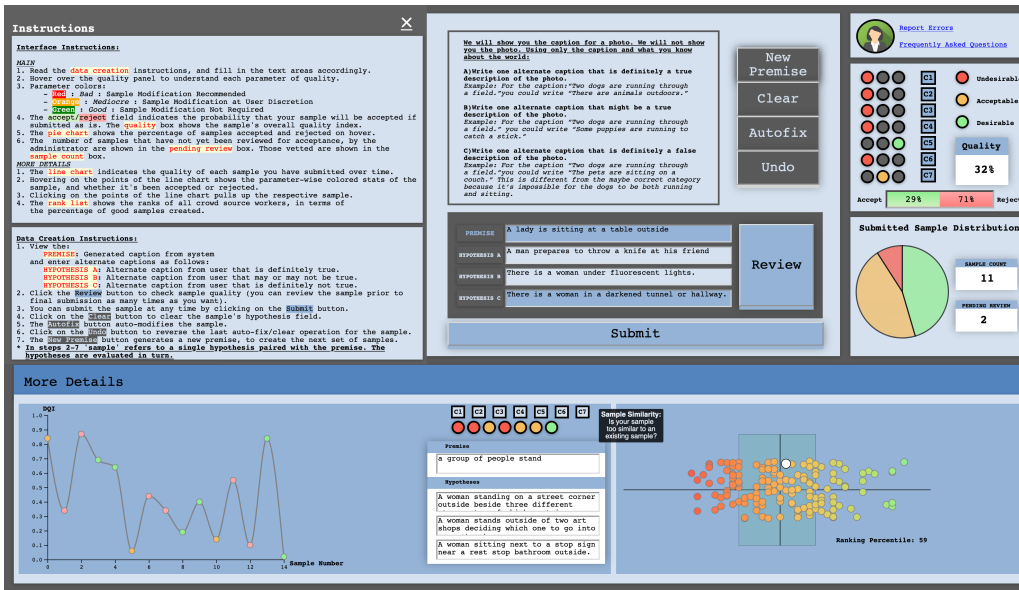 Instructions
Interface Instructions:
MAIN
1. Read the data creation instructions, and fill in the text areas accordingly.
2. Hover over the quality panel to understand each parameter of quality.
3. Parameter colors:
- Red : Bad : Sample Modification Recommended
- Orange : Mediocre : Sample Modification at User Discretion
- Green : Good : Sample Modification Not Required
4. The accept/reject field indicates the probability that your sample will be accepted if
submitted as is. The quality box shows the sample's overall quality index.
5. The pie chart shows the percentage of samples accepted and rejected on hover.
6. The number of samples that have not yet been reviewed for acceptance, by the
administrator are shown in the pending review box. Those vetted are shown in the
sample count box.
MORE DETAILS
1. The line chart indicates the quality of each sample you have submitted over time.
2. Hovering on the points of the line chart shows the parameter-wise colored stats of the
sample, and whether it's been accepted or rejected.
3. Clicking on the points of the line chart pulls up the respective sample.
4. The rank list shows the ranks of all crowd source workers, in terms of
the percentage of good samples created.
Data Creation Instructions:
1. View the:
PREMISE: Generated caption from system
and enter alternate captions as follows:
HYPOTHESIS A: Alternate caption from user that is definitely true.
HYPOTHESIS B: Alternate caption from user that may or may not be true.
HYPOTHESIS C: Alternate caption from user that is definitely not true.
2. Click the Review button to check sample quality (you can review the sample prior to
final submission as many times as you want).
3. You can submit the sample at any time by clicking on the Submit button.
4. Click on the Clear button to clear the sample's hypothesis field.
5. The Autofix button auto-modifies the sample.
6. Click on the Undo button to reverse the last auto-fix/clear operation for the sample.
7. The New Premise button generates a new premise, to create the next set of samples.
* In steps 2-7 'sample' refers to a single hypothesis paired with the premise. The
hypotheses are evaluated in turn.
We will show you the caption for a photo. We will not show
you the photo. Using only the caption and what you know
about the world:
A)Write one alternate caption that is definitely a true
description of the photo.
Example: For the caption "Two dogs are running through
a field." you could write "There are animals outdoors."
B)Write one alternate caption that might be a true
description of the photo.
Example: For the caption "Two dogs are running through
a field." you could write "Some puppies are running to
catch a stick."
C)Write one alternate caption that is definitely a false
description of the photo.
Example: For the caption "Two dogs are running through
a field."you could write "The pets are sitting on a
couch." This is different from the maybe correct category
because it's impossible for the dogs to be both running
and sitting.
New
Premise
Clear
Autofix
Undo
PREMISE A lady is sitting at a table outside
HYPOTHESIS A A man prepares to throw a knife at his friend
HYPOTHESIS B There is a woman under fluorescent lights.
HYPOTHESIS C There is a woman in a darkened tunnel or hallway.
Review
Submit
Report Errors
Frequently Asked Questions
C1
C2
C3
C4
C5
C6
C7
Undesirabl
Acceptable
Desirable
Quality
32%
Accept 29% 71% Rejec
Submitted Sample Distribution
SAMPLE COUNT
11
PENDING REVIEW
2
More Details
DQI
1.0
0.9
0.8
0.7
0.6
0.5
0.4
0.3
0.2
0.1
0.0
0 2 4 6 8 10 12 14
Sample Number
C1 C2 C3 C4 C5 C6 C7
Sample Similarity:
Is your sample
too similar to an
existing sample?
Premise
a group of people stand
Hypotheses
A woman standing on a street corner
outside beside three different
A woman stands outside of two art
shops deciding which one to go into
A woman sitting next to a stop sign
near a rest stop bathroom outside.
Ranking Percentile: 59